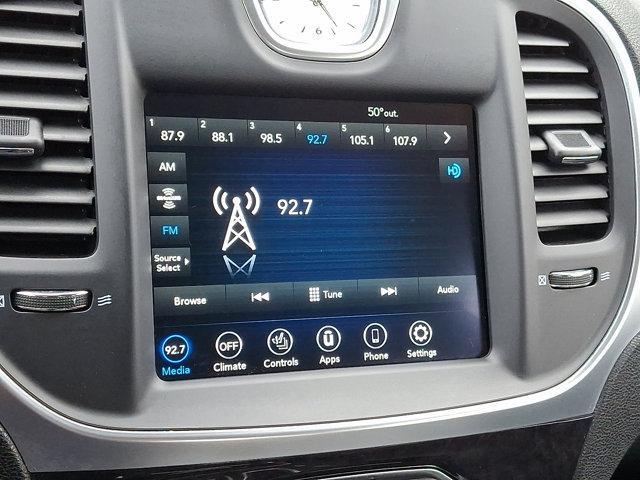 6
50° out.
1 2 3 4 5 6
87.9 88.1 98.5 92.7 105.1 107.9
AM
HD
92.7
FM
Source
Select
Browse Tune Audio
92.7 OFF
Media Climate Controls Apps Phone Settings